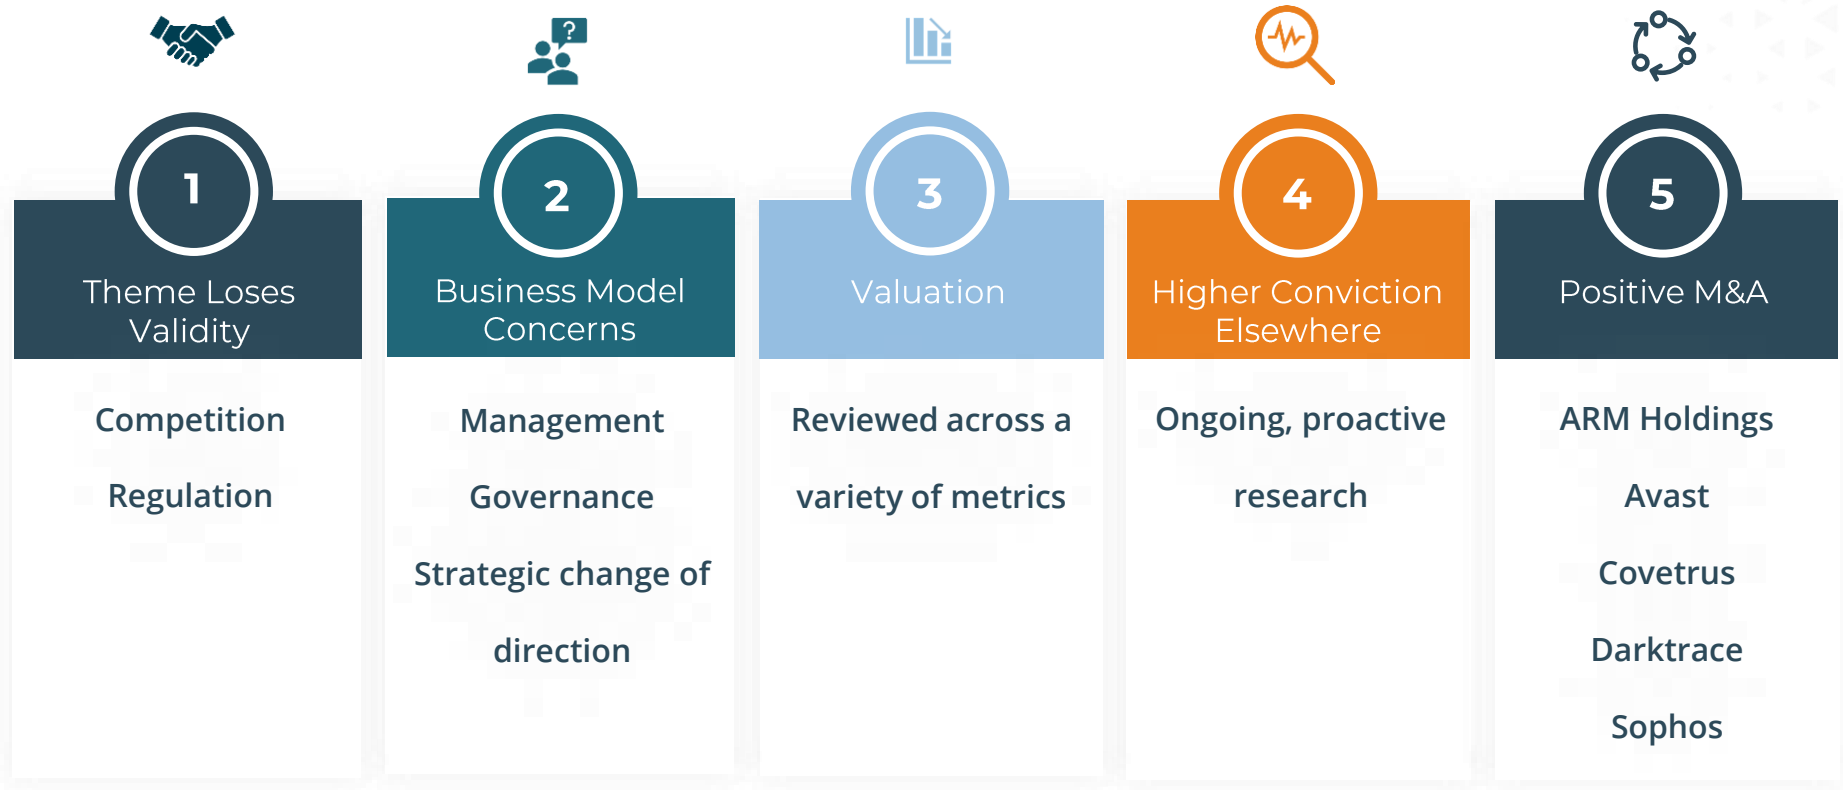 ?
1
Theme Loses
Validity
Competition
Regulation
2
Business Model
Concerns
Management
Governance
Strategic change of
direction
3
Valuation
Reviewed across a
variety of metrics
4
Higher Conviction
Elsewhere
Ongoing, proactive
research
5
Positive M&A
ARM Holdings
Avast
Covetrus
Darktrace
Sophos